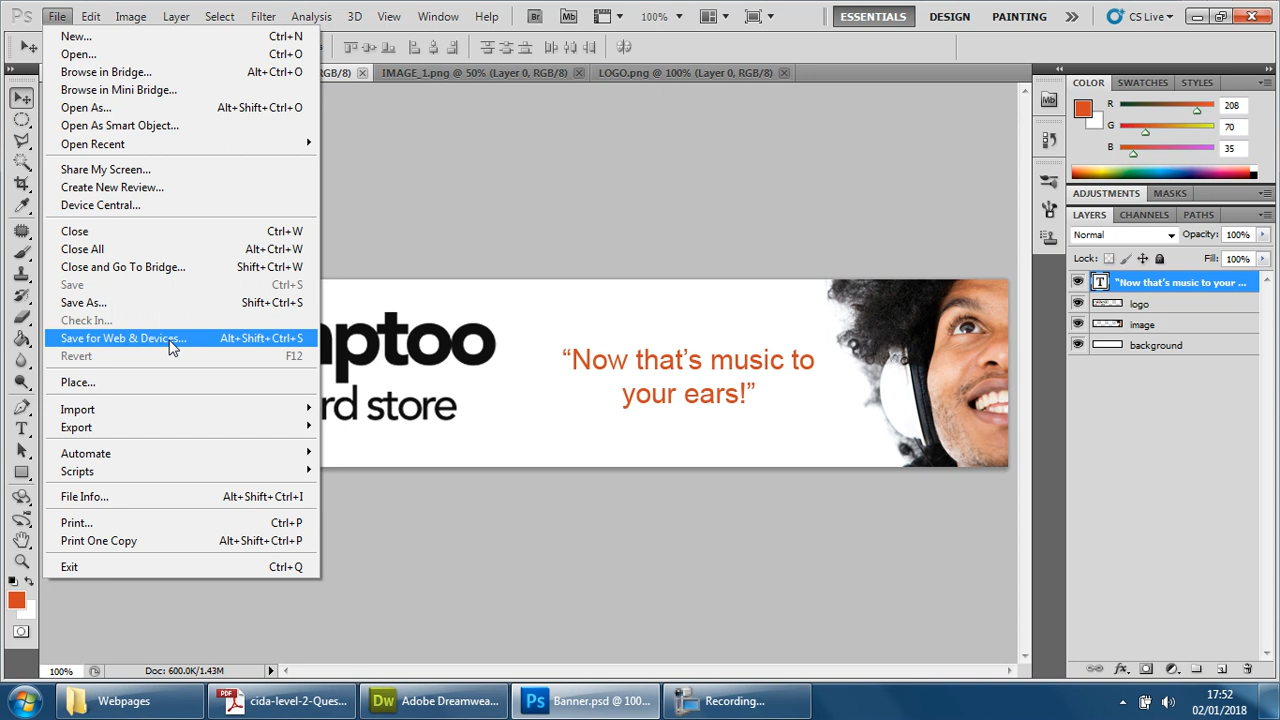 Ps File Edit Image Layer Select Filter Analysis 3D View Window Help Br Mb 100% ESSENTIALS DESIGN PAINTING CS Live
RGB/8) IMAGE_1.png @ 50% (Layer 0, RGB/8) LOGO.png @ 100% (Layer 0, RGB/8)
New... Ctrl+N
Open... Ctrl+O
Browse in Bridge... Alt+Ctrl+O
Browse in Mini Bridge...
Open As... Alt+Shift+Ctrl+O
Open As Smart Object...
Open Recent
Share My Screen...
Create New Review...
Device Central...
Close Ctrl+W
Close All Alt+Ctrl+W
Close and Go To Bridge... Shift+Ctrl+W
Save Ctrl+S
Save As... Shift+Ctrl+S
Check In...
Save for Web & Devices... Alt+Shift+Ctrl+S
Revert F12
Place...
Import
Export
Automate
Scripts
File Info... Alt+Shift+Ctrl+I
Print... Ctrl+P
Print One Copy Alt+Shift+Ctrl+P
Exit Ctrl+Q
mptoo
rd store
“Now that’s music to
your ears!”
COLOR SWATCHES STYLES
R 208
G 70
B 35
Mb
ADJUSTMENTS MASKS
LAYERS CHANNELS PATHS
Normal Opacity: 100%
Lock: Fill: 100%
T “Now that’s music to your ...
logo
image
background
100% Doc: 600.0K/1.43M
Webpages PDF cida-level-2-Ques... Dw Adobe Dreamwea... Ps Banner.psd @ 100... Recording...
17:52
02/01/2018